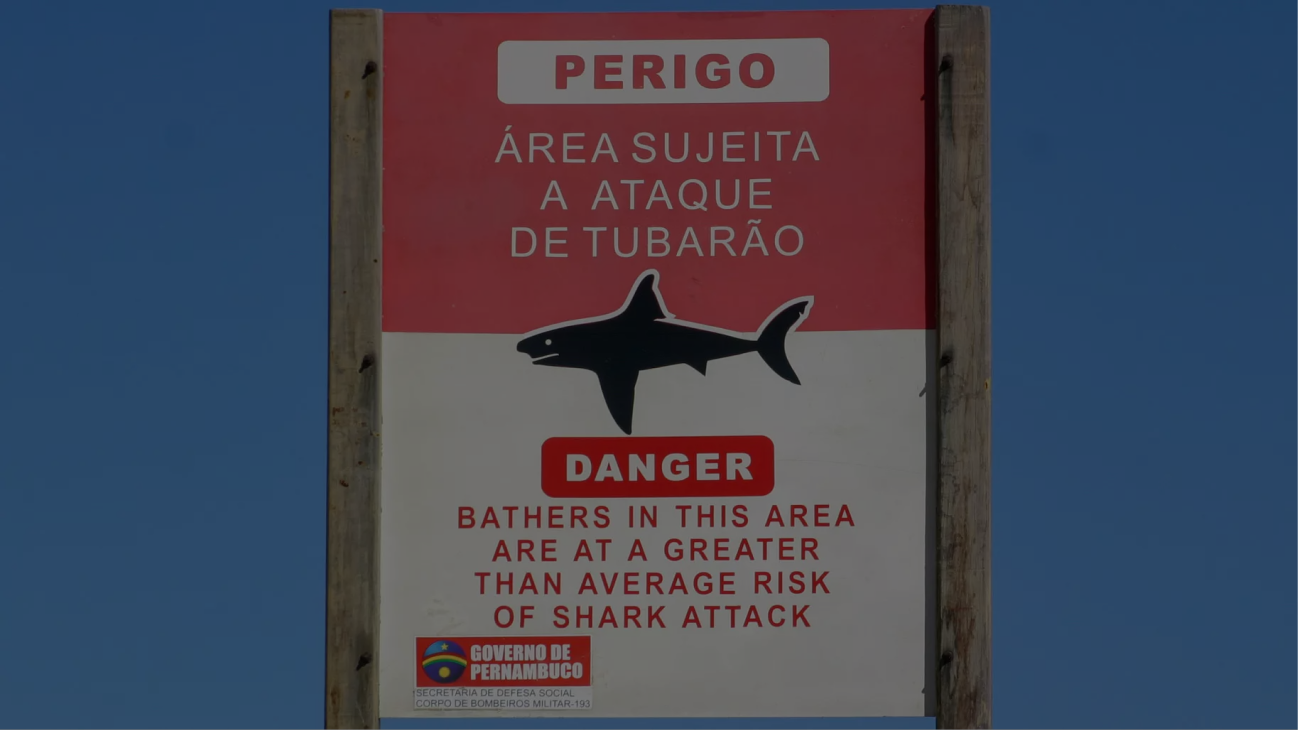 PERIGO
ÁREA SUJEITA
A ATAQUE
DE TUBARÃO
DANGER
BATHERS IN THIS AREA
ARE AT A GREATER
THAN AVERAGE RISK
OF SHARK ATTACK
GOVERNO DE
PERNAMBUCO
SECRETARIA DE DEFESA SOCIAL
CORPO DE BOMBEIROS MILITAR-193